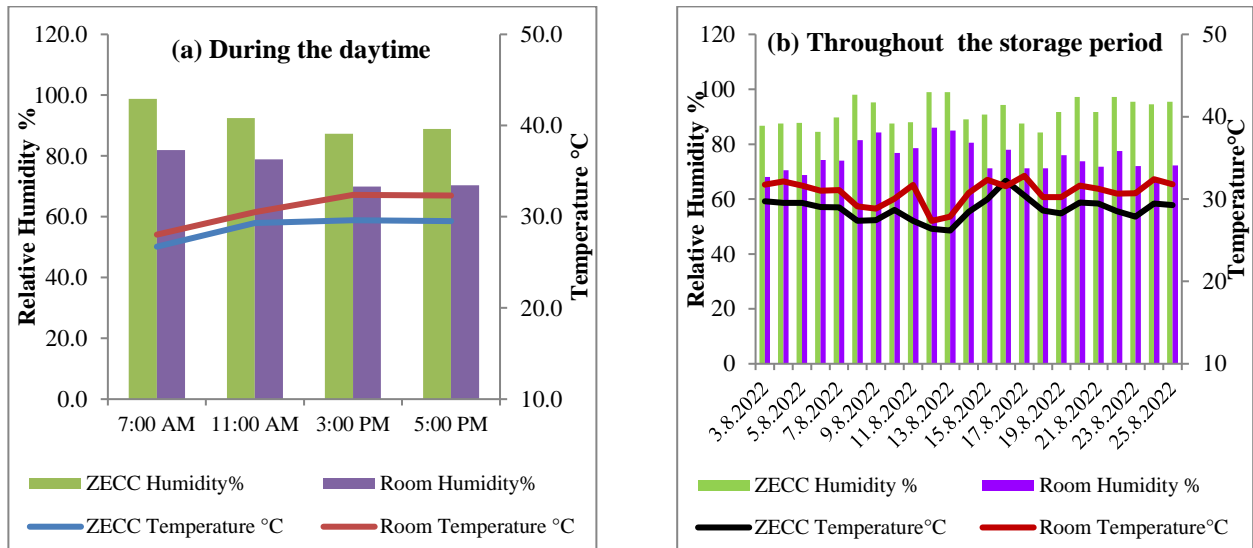 (a) During the daytime
120.0
100.0
80.0
60.0
40.0
20.0
0.0
Relative Humidity %
50.0
40.0
30.0
20.0
10.0
Temperature °C
7:00 AM 11:00 AM 3:00 PM 5:00 PM
ZECC Humidity% Room Humidity%
ZECC Temperature °C Room Temperature °C
(b) Throughout the storage period
120
100
80
60
40
20
0
Relative Humidity %
50
40
30
20
10
Temperature°C
3.8.2022 5.8.2022 7.8.2022 9.8.2022 11.8.2022 13.8.2022 15.8.2022 17.8.2022 19.8.2022 21.8.2022 23.8.2022 25.8.2022
ZECC Humidity % Room Humidity %
ZECC Temperature°C Room Temperature°C